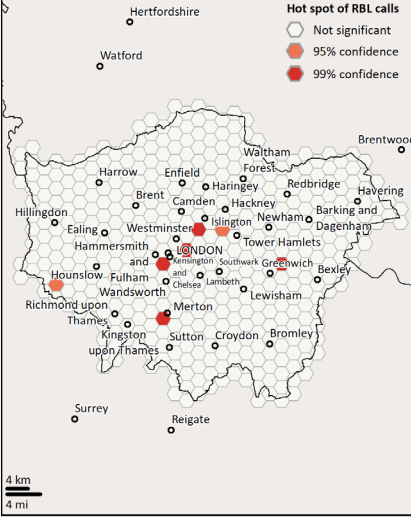 Hot spot of RBL calls
Not significant
95% confidence
99% confidence
Hertfordshire
Watford
Brentwood
Waltham
Forest
Harrow
Enfield
Haringey
Redbridge
Havering
Brent
Camden
Hackney
Hillingdon
Islington
Newham
Barking and
Dagenham
Ealing
Westminster
Tower Hamlets
Hammersmith
and
Fulham
LONDON
Kensington
and
Chelsea
Southwark
Lambeth
Greenwich
Bexley
Hounslow
Wandsworth
Lewisham
Richmond upon
Thames
Merton
Kingston
upon Thames
Sutton
Croydon
Bromley
Surrey
Reigate
4 km
4 mi